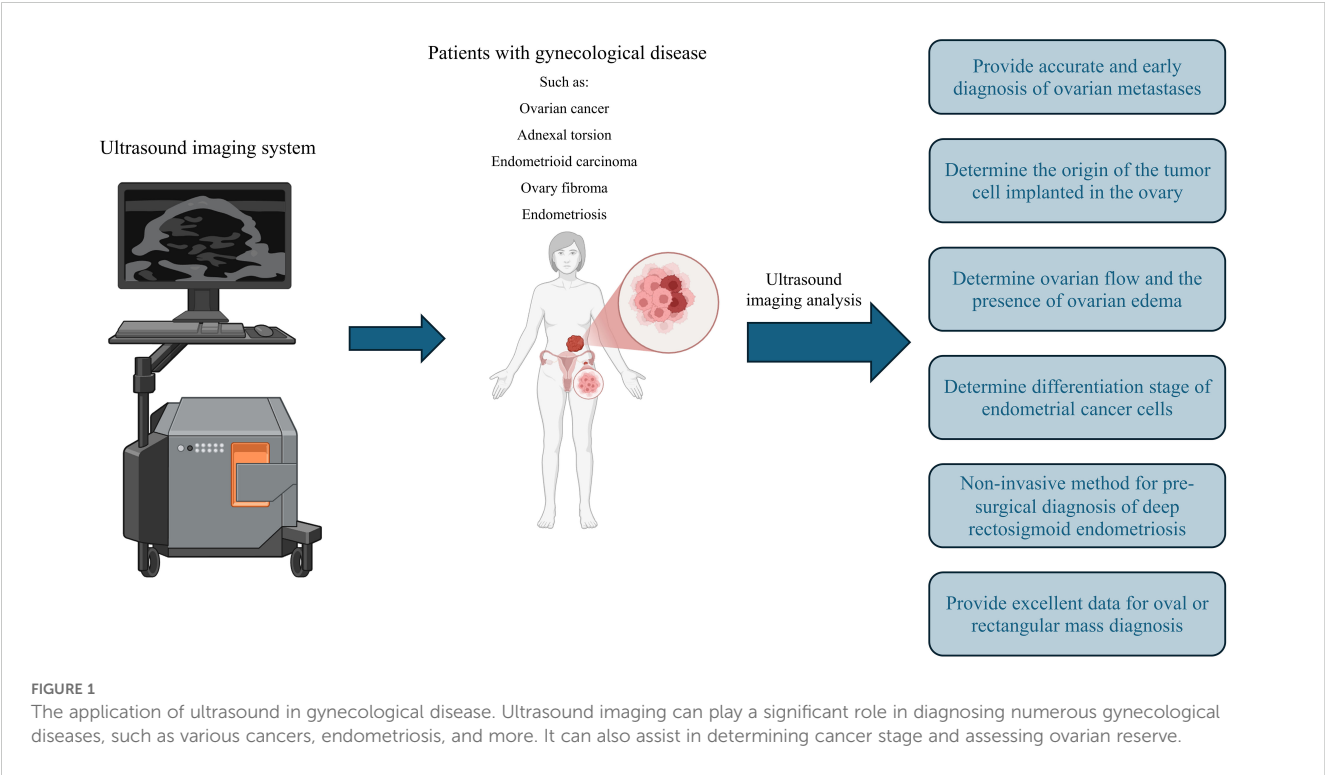 Ultrasound imaging system
Patients with gynecological disease
Such as:
Ovarian cancer
Adnexal torsion
Endometrioid carcinoma
Ovary fibroma
Endometriosis
Ultrasound
imaging analysis
Provide accurate and early
diagnosis of ovarian metastases
Determine the origin of the tumor
cell implanted in the ovary
Determine ovarian flow and the
presence of ovarian edema
Determine differentiation stage of
endometrial cancer cells
Non-invasive method for pre-
surgical diagnosis of deep
rectosigmoid endometriosis
Provide excellent data for oval or
rectangular mass diagnosis
FIGURE 1
The application of ultrasound in gynecological disease. Ultrasound imaging can play a significant role in diagnosing numerous gynecological
diseases, such as various cancers, endometriosis, and more. It can also assist in determining cancer stage and assessing ovarian reserve.